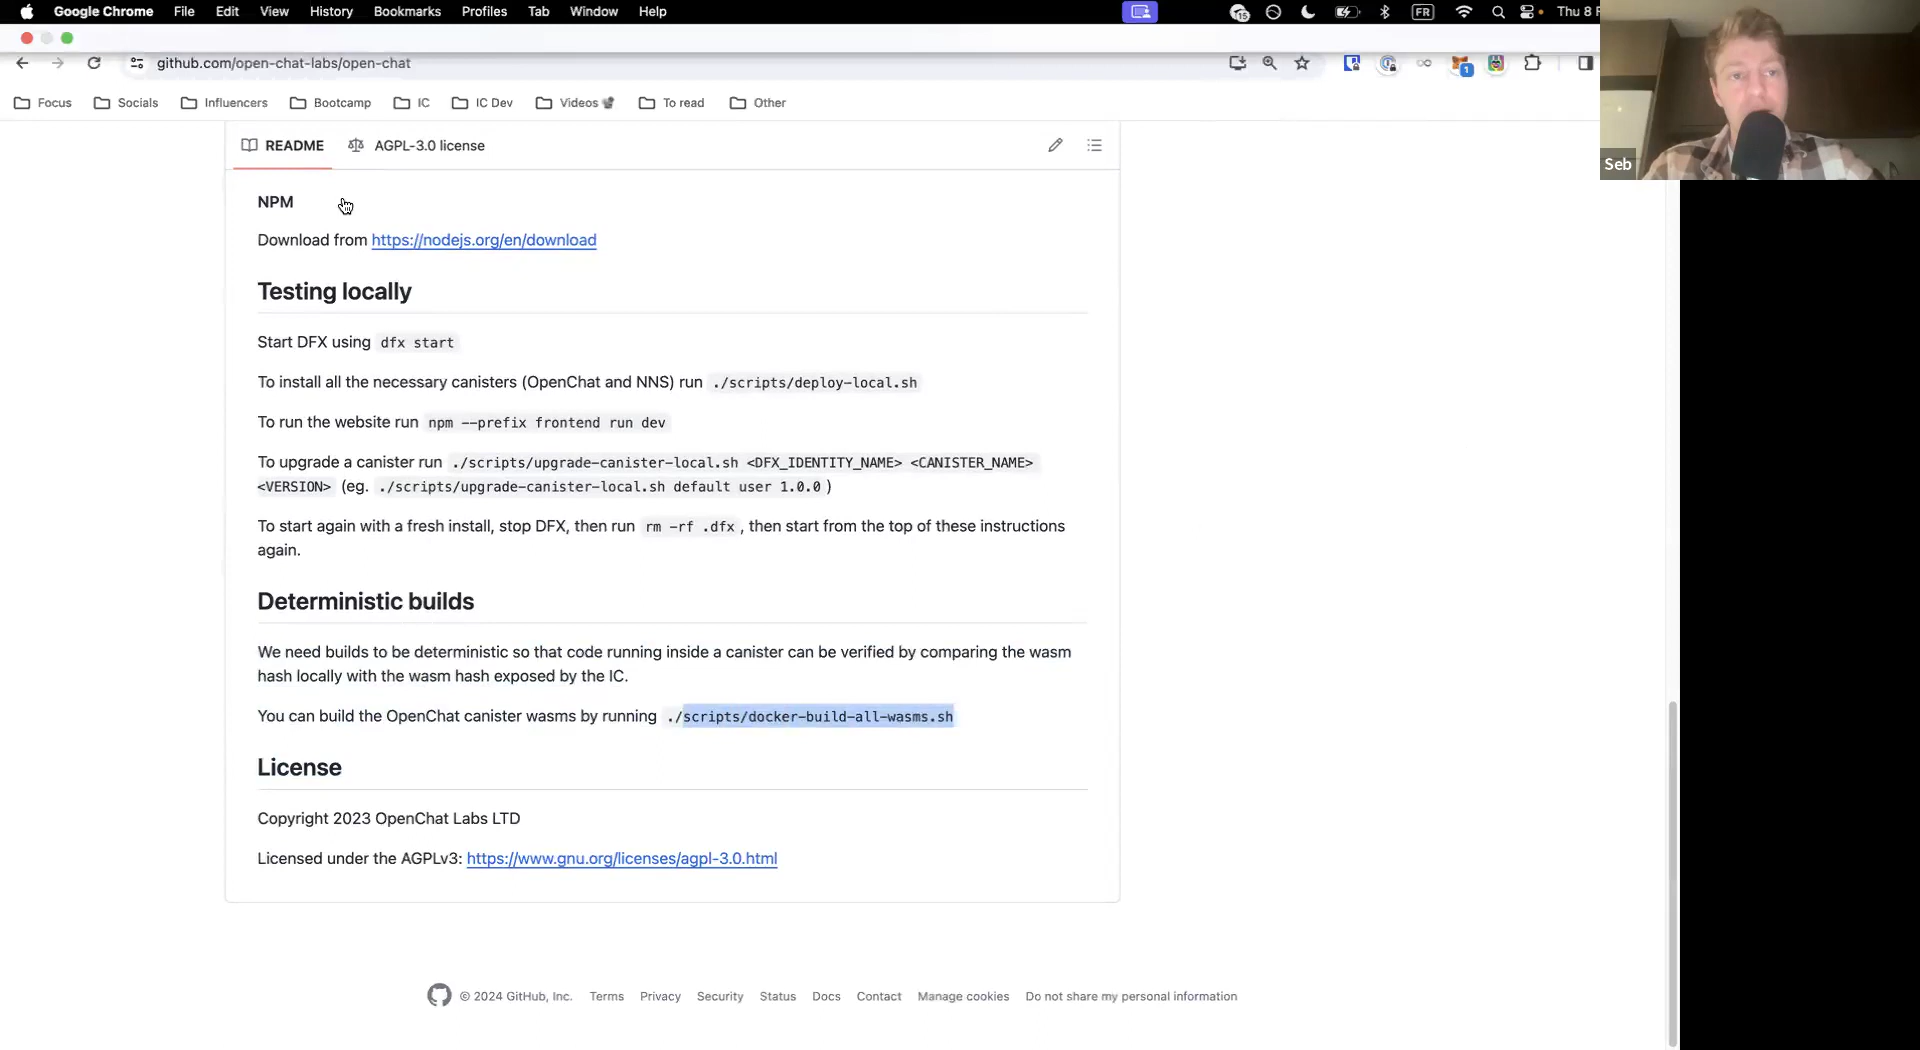 Google Chrome File Edit View History Bookmarks Profiles Tab Window Help 15 FR Thu 8 F
github.com/open-chat-labs/open-chat 1
Focus Socials Influencers Bootcamp IC IC Dev Videos To read Other
Seb
README AGPL-3.0 license
NPM
Download from https://nodejs.org/en/download
Testing locally
Start DFX using dfx start
To install all the necessary canisters (OpenChat and NNS) run ./scripts/deploy-local.sh
To run the website run npm --prefix frontend run dev
To upgrade a canister run ./scripts/upgrade-canister-local.sh <DFX_IDENTITY_NAME> <CANISTER_NAME>
<VERSION> (eg. ./scripts/upgrade-canister-local.sh default user 1.0.0 )
To start again with a fresh install, stop DFX, then run rm -rf .dfx , then start from the top of these instructions
again.
Deterministic builds
We need builds to be deterministic so that code running inside a canister can be verified by comparing the wasm
hash locally with the wasm hash exposed by the IC.
You can build the OpenChat canister wasms by running ./scripts/docker-build-all-wasms.sh
License
Copyright 2023 OpenChat Labs LTD
Licensed under the AGPLv3: https://www.gnu.org/licenses/agpl-3.0.html
© 2024 GitHub, Inc. Terms Privacy Security Status Docs Contact Manage cookies Do not share my personal information